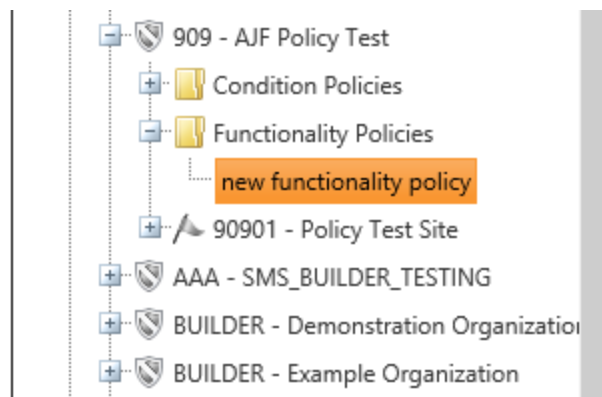 909 - AJF Policy Test
Condition Policies
Functionality Policies
new functionality policy
90901 - Policy Test Site
AAA - SMS_BUILDER_TESTING
BUILDER - Demonstration Organization
BUILDER - Example Organization